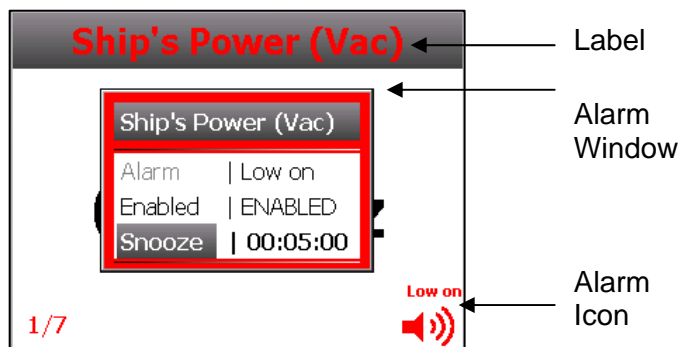 Ship's Power (Vac)
Label
Ship's Power (Vac)
Alarm Window
Alarm | Low on
Enabled | ENABLED
Snooze | 00:05:00
Low on
Alarm
Icon
1/7